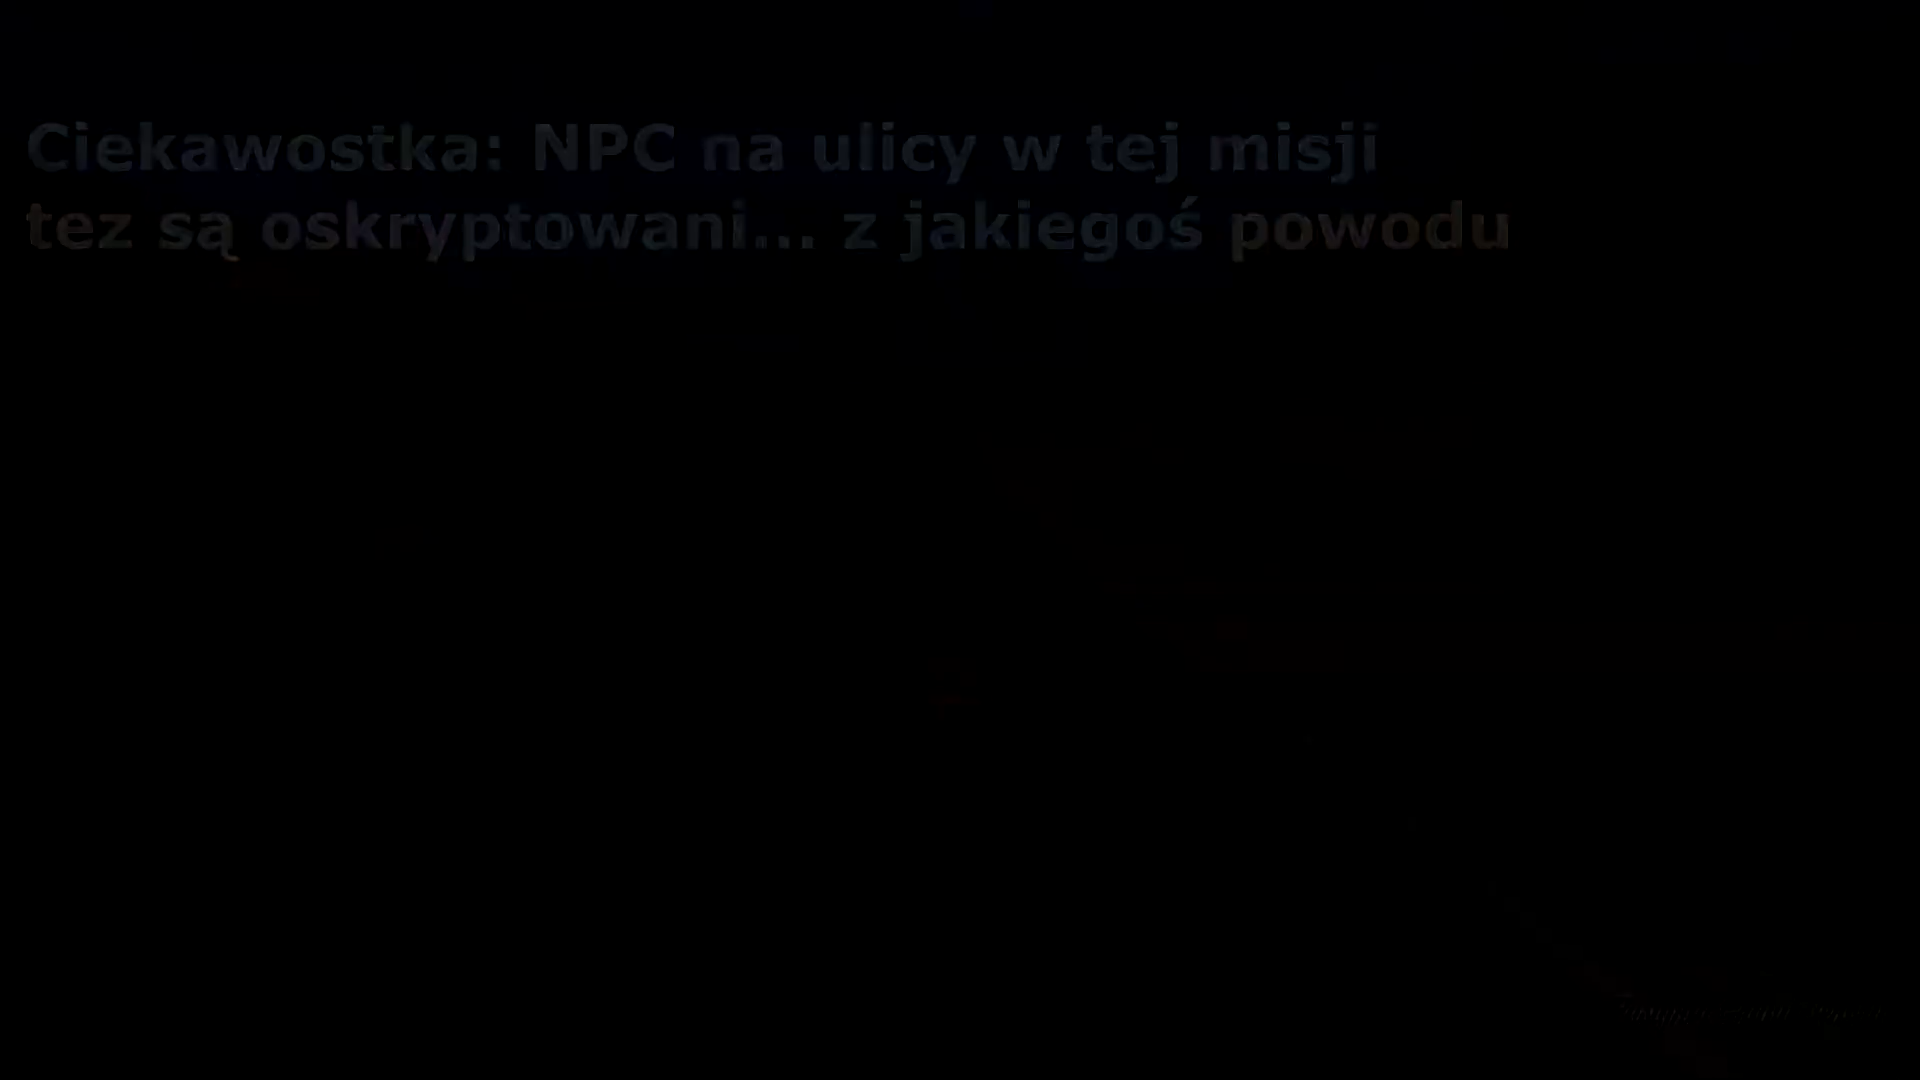 Ciekawostka: NPC na ulicy w tej misji
tez są oskryptowani... z jakiegoś powodu